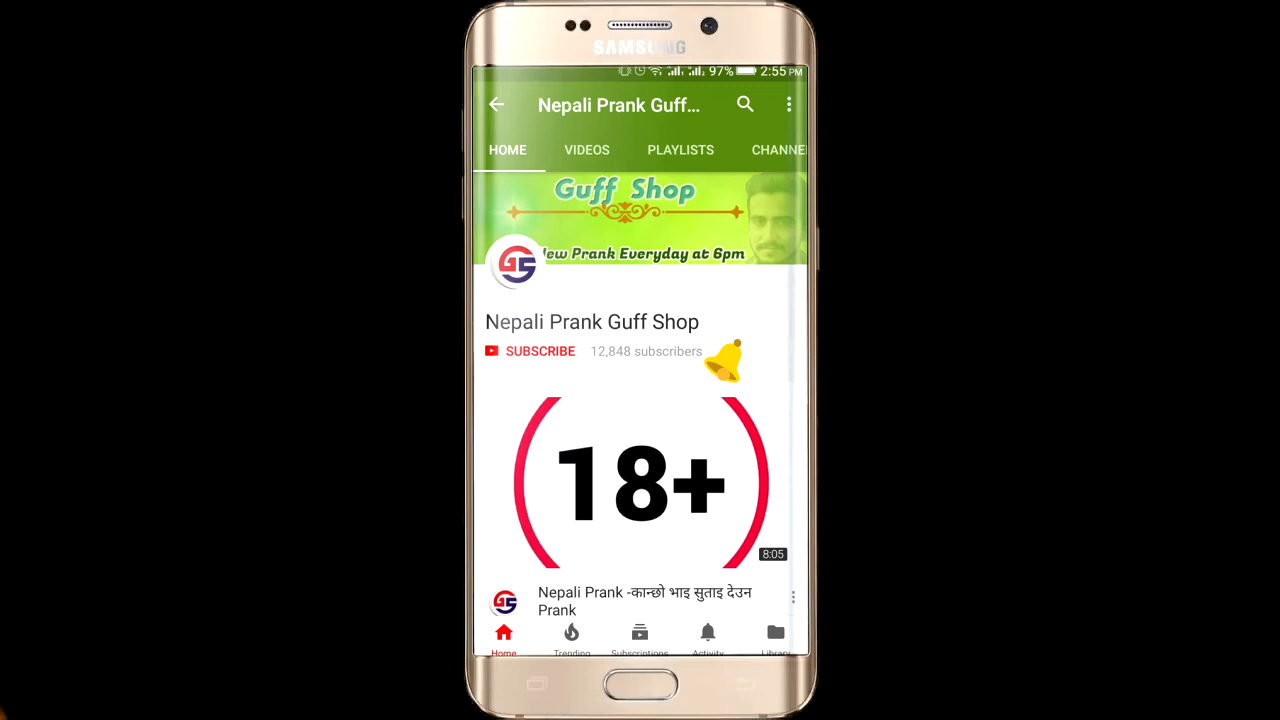 SAMSUNG
97% 2:55 PM
Nepali Prank Guff...
HOME VIDEOS PLAYLISTS CHANNE
Guff Shop
New Prank Everyday at 6pm
GS
Nepali Prank Guff Shop
SUBSCRIBE 12,848 subscribers
18+
8:05
Nepali Prank -कान्छो भाइ सुताइ देउन
Prank
Home Trending Subscriptions Activity Library